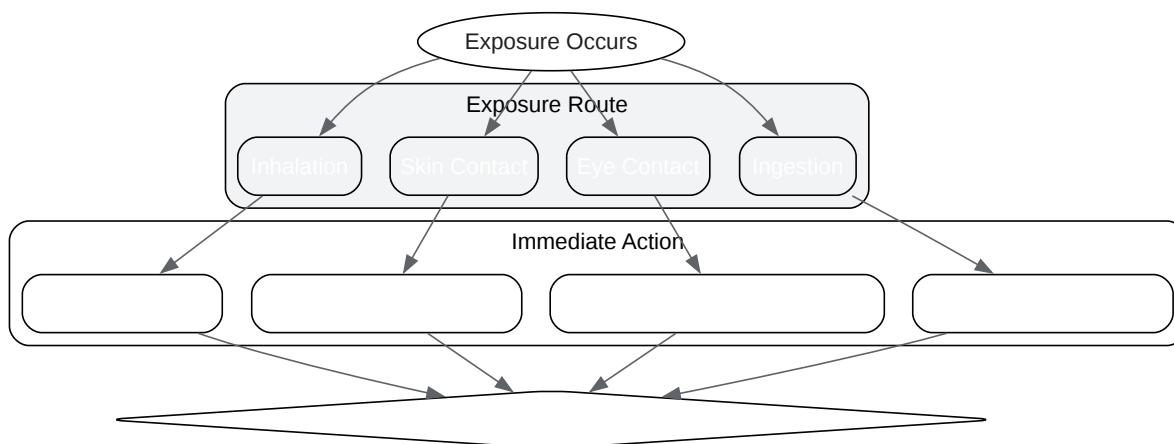 Exposure Occurs
Exposure Route
Inhalation
Skin Contact
Eye Contact
Ingestion
Immediate Action